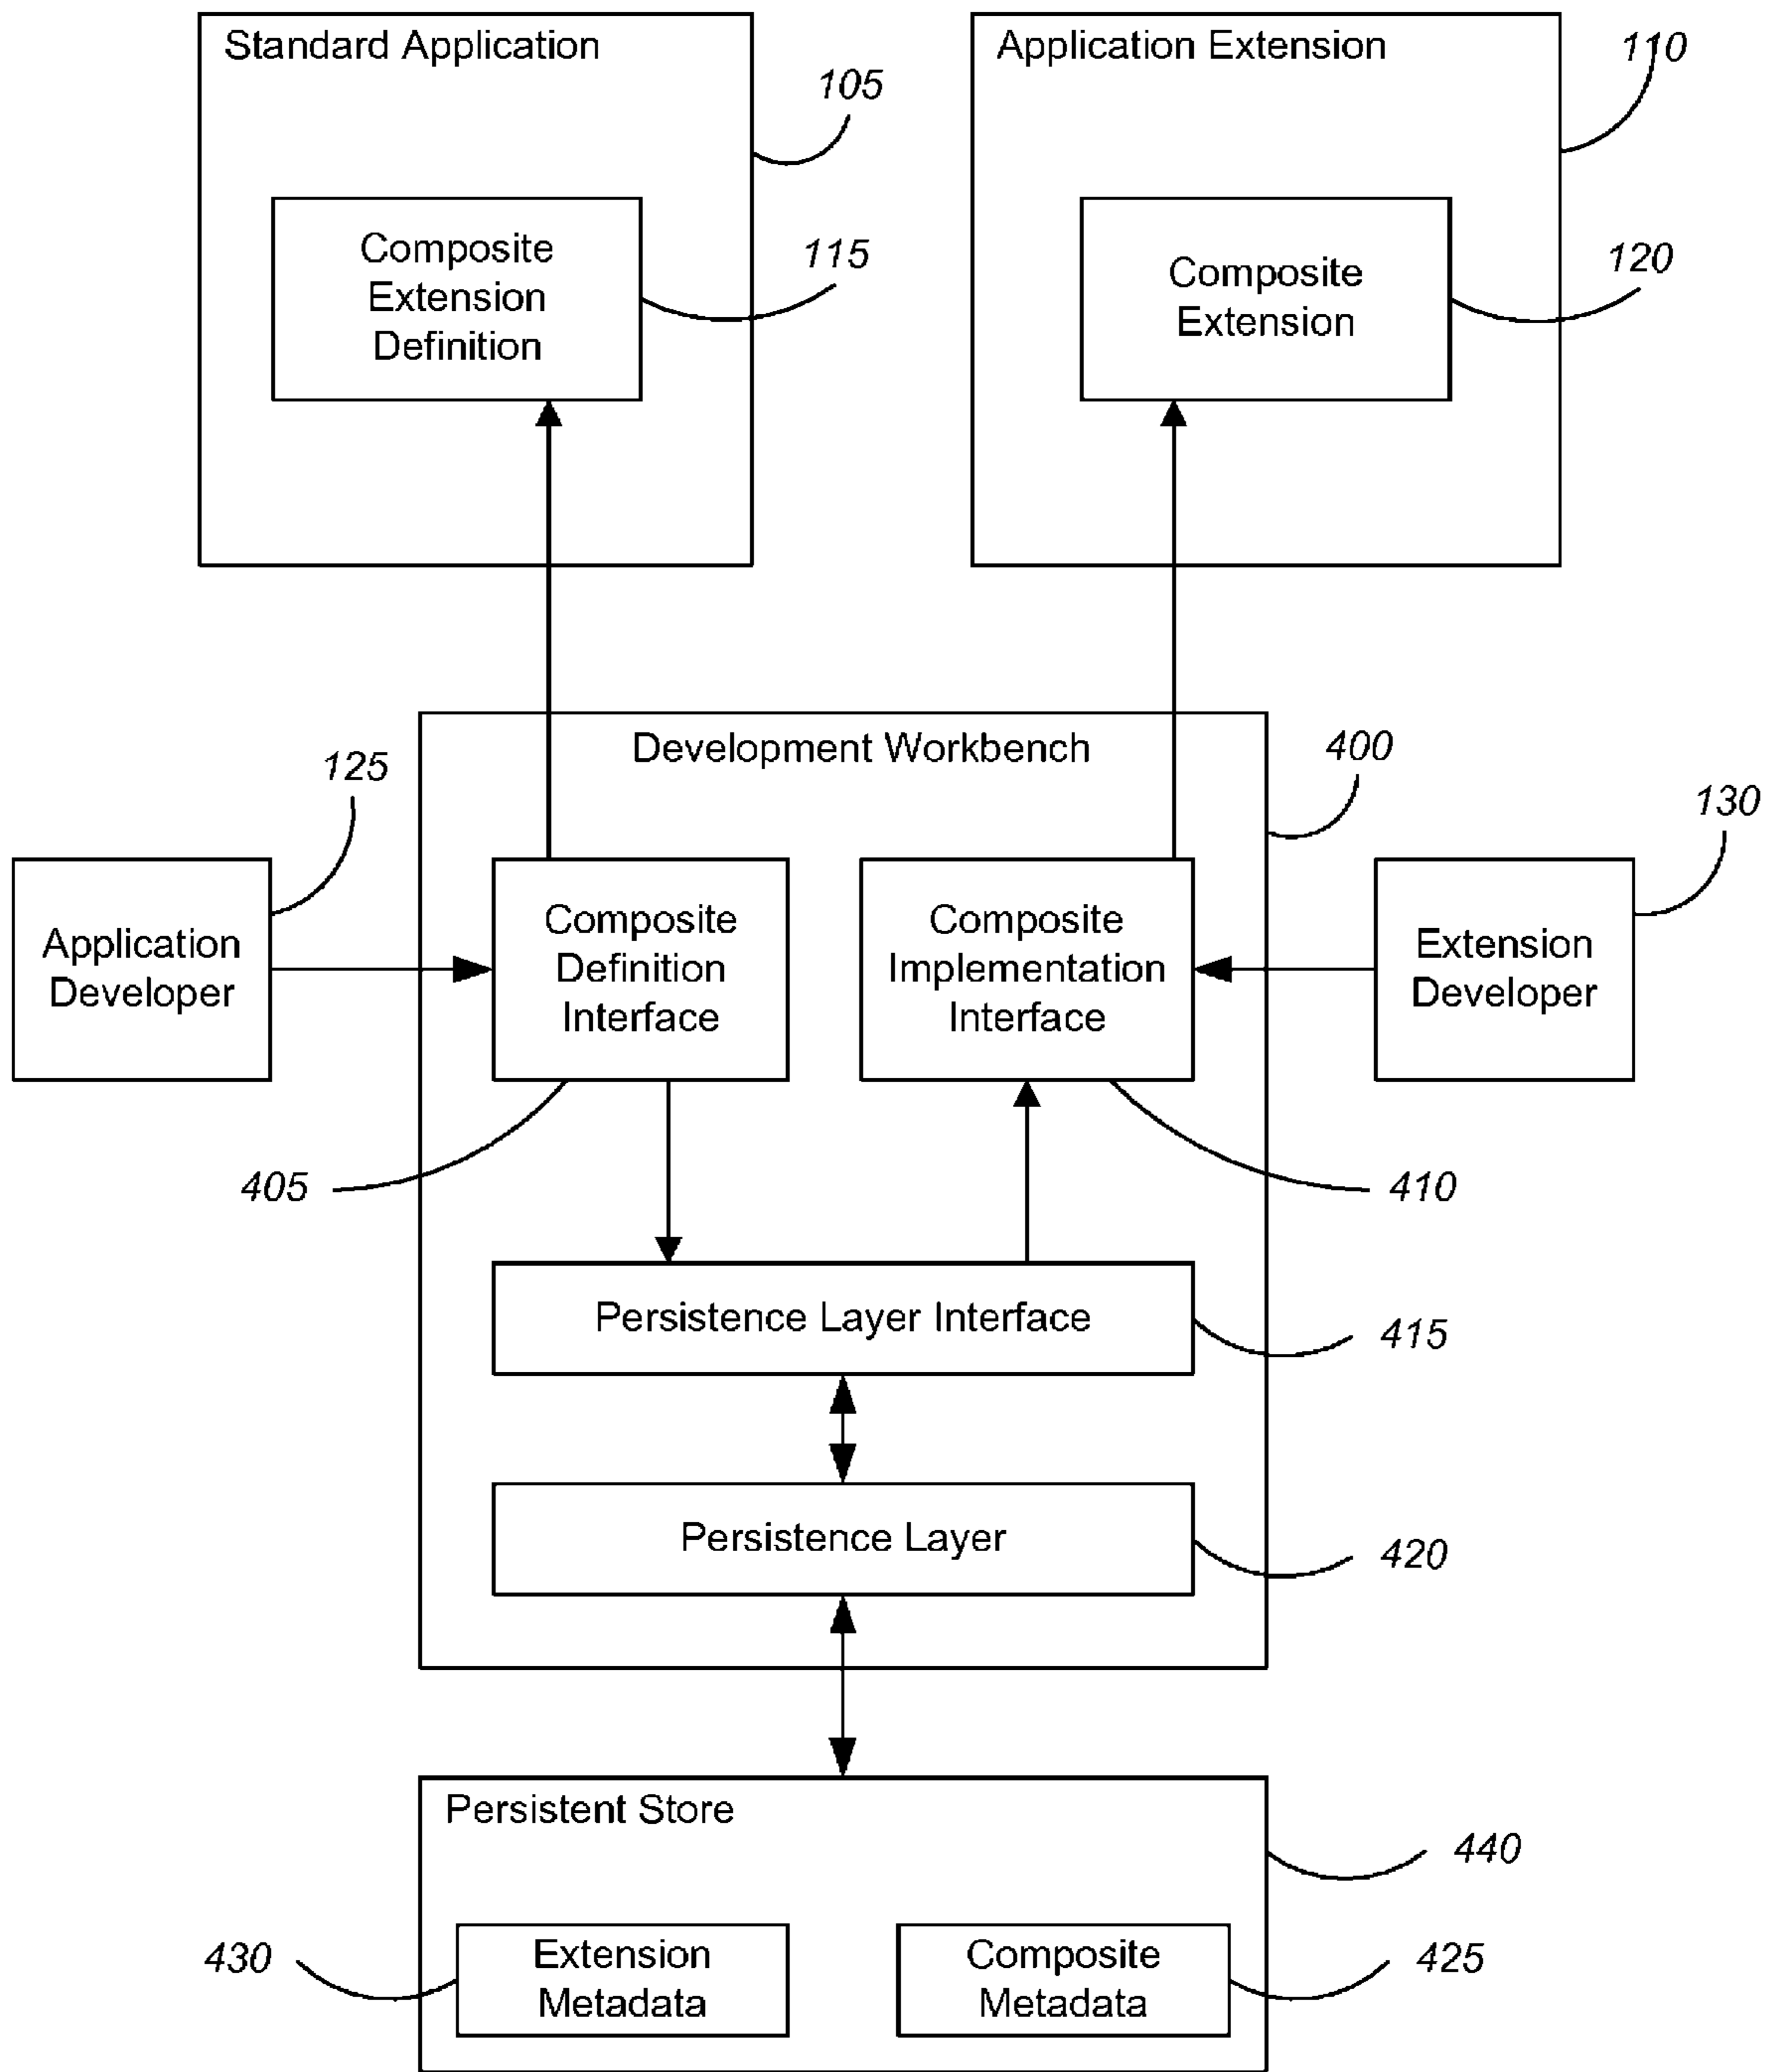 Standard Application
105
Composite
Extension
Definition
115
Application Extension
110
Composite
Extension
120
Development Workbench
400
125
Application
Developer
Composite
Definition
Interface
405
Composite
Implementation
Interface
410
130
Extension
Developer
Persistence Layer Interface
415
Persistence Layer
420
Persistent Store
440
430
Extension
Metadata
Composite
Metadata
425